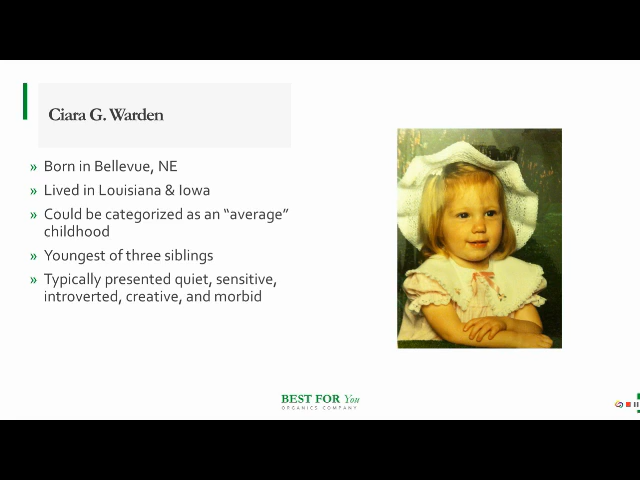 Ciara G. Warden
» Born in Bellevue, NE
» Lived in Louisiana & Iowa
» Could be categorized as an “average”
childhood
» Youngest of three siblings
» Typically presented quiet, sensitive,
introverted, creative, and morbid
BEST FOR You
ORGANICS COMPANY